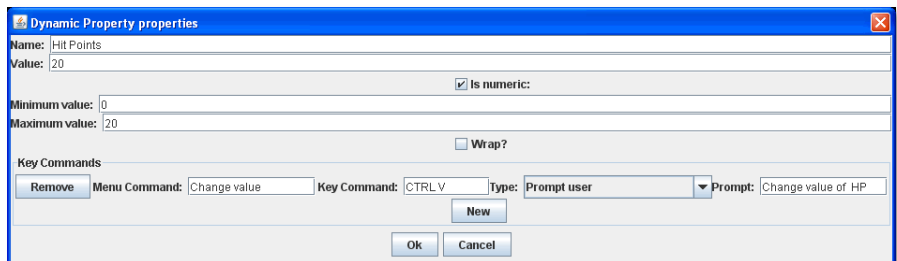 Dynamic Property properties
Name: Hit Points
Value: 20
Is numeric:
Minimum value: 0
Maximum value: 20
Wrap?
Key Commands
Remove Menu Command: Change value Key Command: CTRL V Type: Prompt user Prompt: Change value of HP
New
Ok Cancel